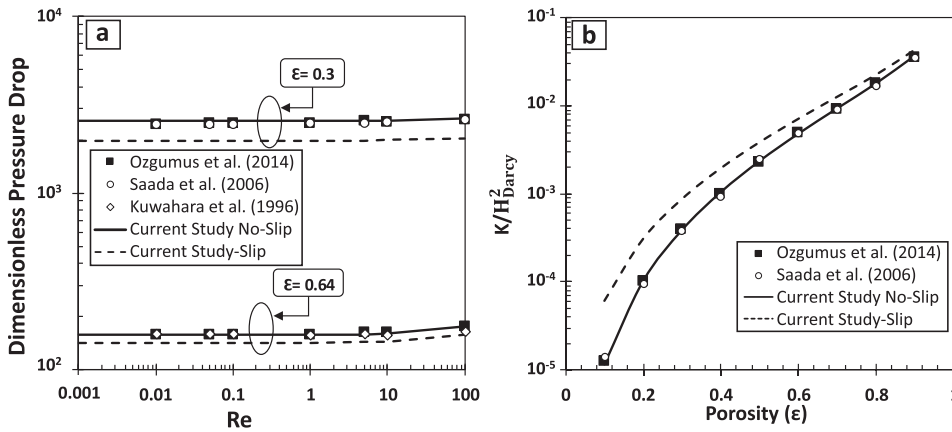 a
Dimensionless Pressure Drop
10^4
10^3
10^2
Ɛ= 0.3
Ozgumus et al. (2014)
Saada et al. (2006)
Kuwahara et al. (1996)
Current Study No-Slip
Current Study-Slip
Ɛ= 0.64
0.001 0.01 0.1 1 10 100
Re
b
K/H²Darcy
10^-1
10^-2
10^-3
10^-4
10^-5
Ozgumus et al. (2014)
Saada et al. (2006)
Current Study No-Slip
Current Study-Slip
0 0.2 0.4 0.6 0.8 1
Porosity (ε)